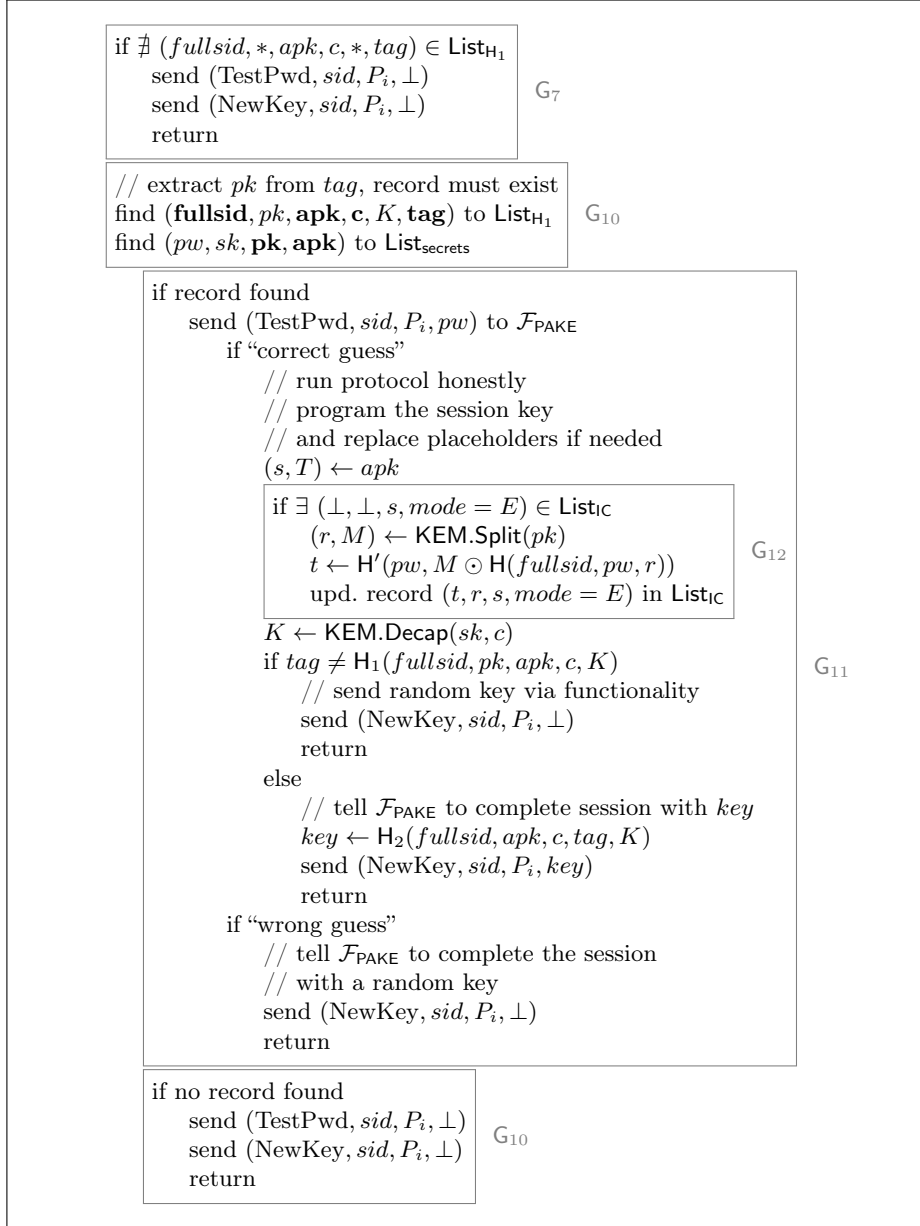 if ∄ (fullsid, ∗, apk, c, ∗, tag) ∈ List_H₁
send (TestPwd, sid, P_i, ⊥)
send (NewKey, sid, P_i, ⊥)
return
G₇
// extract pk from tag, record must exist
find (fullsid, pk, apk, c, K, tag) to List_H₁
find (pw, sk, pk, apk) to List_secrets
G₁₀
if record found
send (TestPwd, sid, P_i, pw) to F_PAKE
if “correct guess”
// run protocol honestly
// program the session key
// and replace placeholders if needed
(s, T) ← apk
if ∃ (⊥, ⊥, s, mode = E) ∈ List_IC
(r, M) ← KEM.Split(pk)
t ← H′(pw, M ⊙ H(fullsid, pw, r))
upd. record (t, r, s, mode = E) in List_IC
G₁₂
K ← KEM.Decap(sk, c)
if tag ≠ H₁(fullsid, pk, apk, c, K)
// send random key via functionality
send (NewKey, sid, P_i, ⊥)
return
else
// tell F_PAKE to complete session with key
key ← H₂(fullsid, apk, c, tag, K)
send (NewKey, sid, P_i, key)
return
if “wrong guess”
// tell F_PAKE to complete the session
// with a random key
send (NewKey, sid, P_i, ⊥)
return
G₁₁
if no record found
send (TestPwd, sid, P_i, ⊥)
send (NewKey, sid, P_i, ⊥)
return
G₁₀